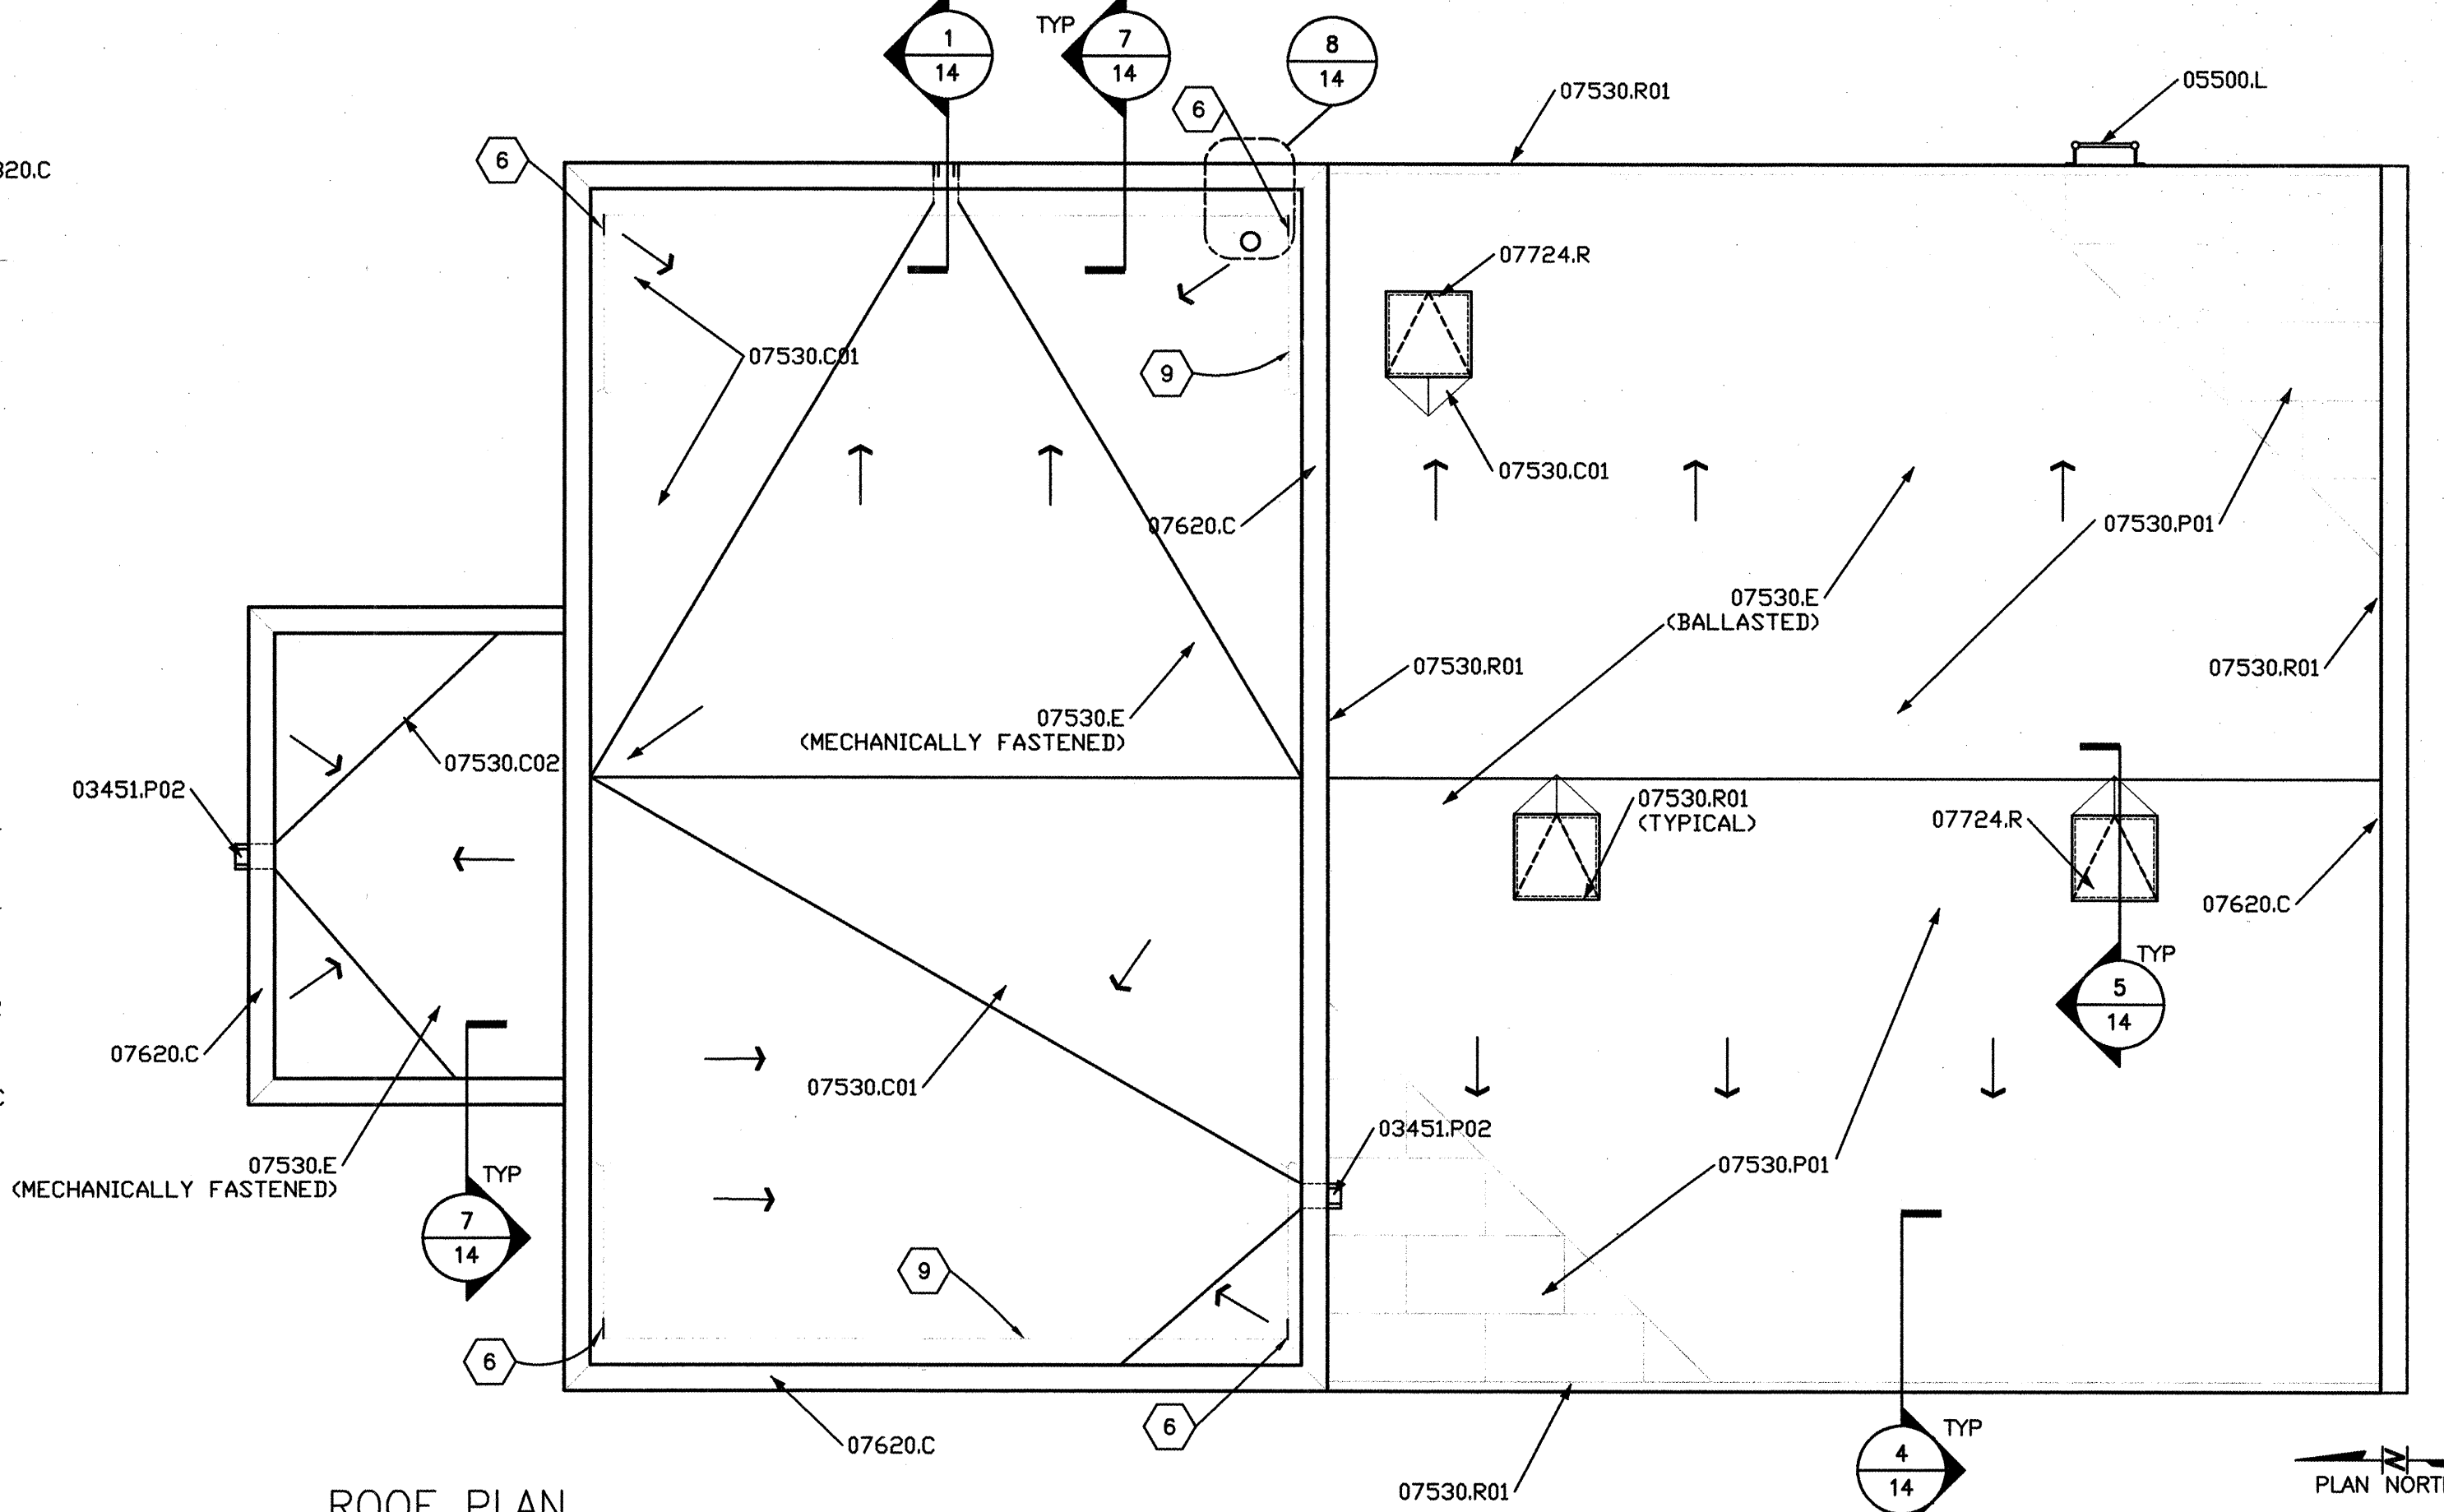 1
14
TYP
7
14
8
14
6
6
07530.R01
05500.L
820.C
07724.R
07530.C01
9
07530.C01
07620.C
07530.P01
07530.E
(BALLASTED)
07530.R01
07530.R01
07530.E
(MECHANICALLY FASTENED)
07530.C02
03451.P02
07530.R01
(TYPICAL)
07724.R
07620.C
TYP
5
14
07620.C
07530.C01
03451.P02
07530.E
(MECHANICALLY FASTENED)
TYP
7
14
07530.P01
9
6
6
07620.C
TYP
4
14
07530.R01
N
ROOF PLAN